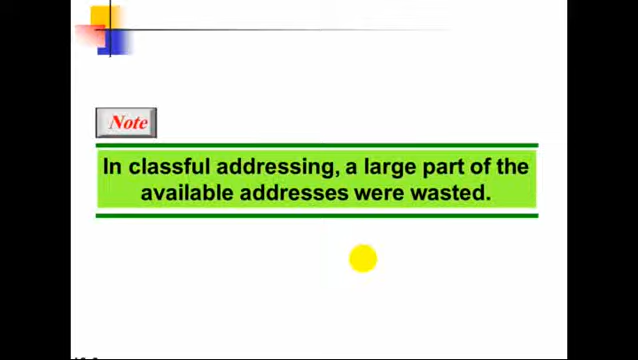 Note
In classful addressing, a large part of the
available addresses were wasted.